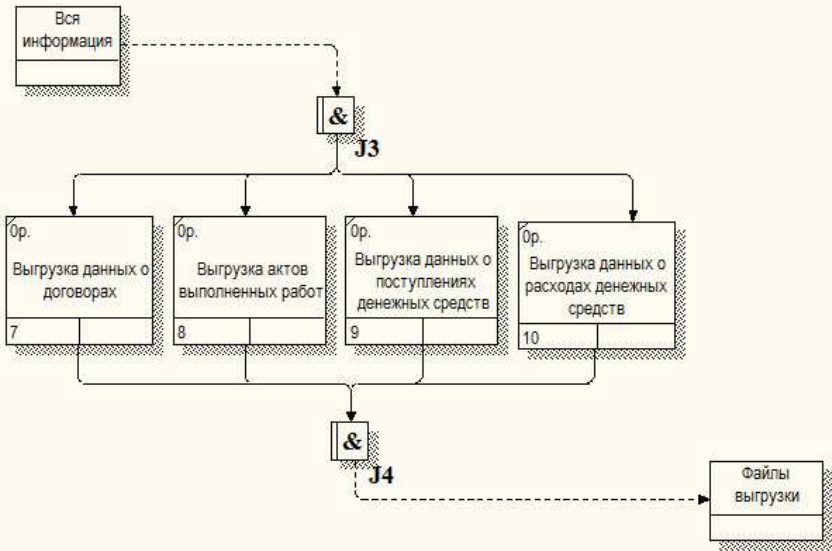 Вся
информация
&
J3
0р.
Выгрузка данных о
договорах
7
0р.
Выгрузка актов
выполненных работ
8
0р.
Выгрузка данных о
поступлениях
денежных средств
9
0р.
Выгрузка данных о
расходах денежных
средств
10
&
J4
Файлы
выгрузки